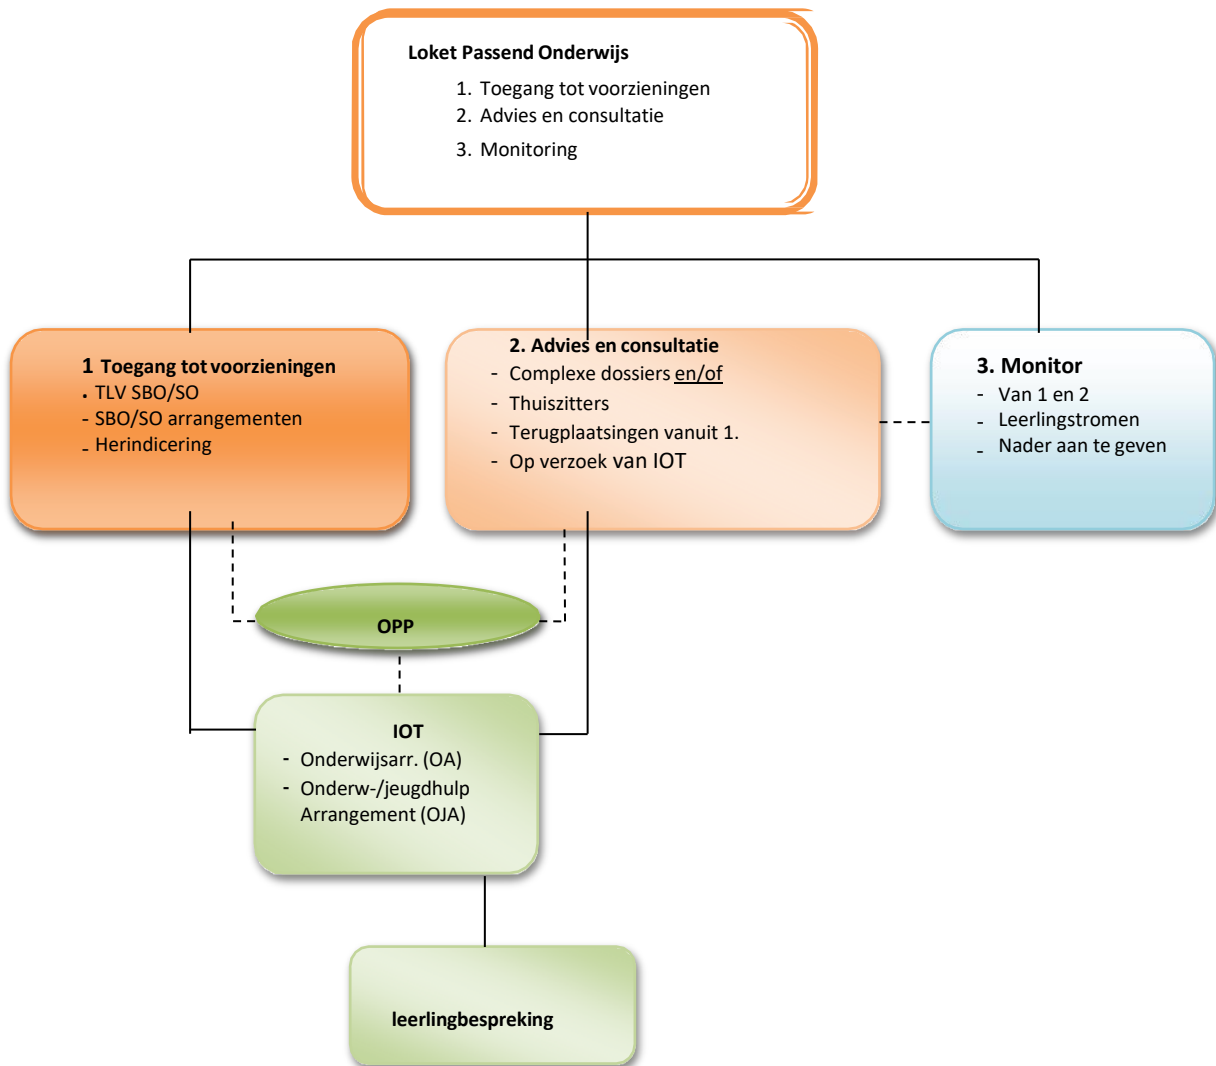 Loket Passend Onderwijs
1. Toegang tot voorzieningen
2. Advies en consultatie
3. Monitoring
1 Toegang tot voorzieningen
. TLV SBO/SO
- SBO/SO arrangementen
- Herindicering
2. Advies en consultatie
- Complexe dossiers en/of
- Thuiszitters
- Terugplaatsingen vanuit 1.
- Op verzoek van IOT
3. Monitor
- Van 1 en 2
- Leerlingstromen
- Nader aan te geven
OPP
IOT
- Onderwijsarr. (OA)
- Onderw-/jeugdhulp
Arrangement (OJA)
leerlingbespreking